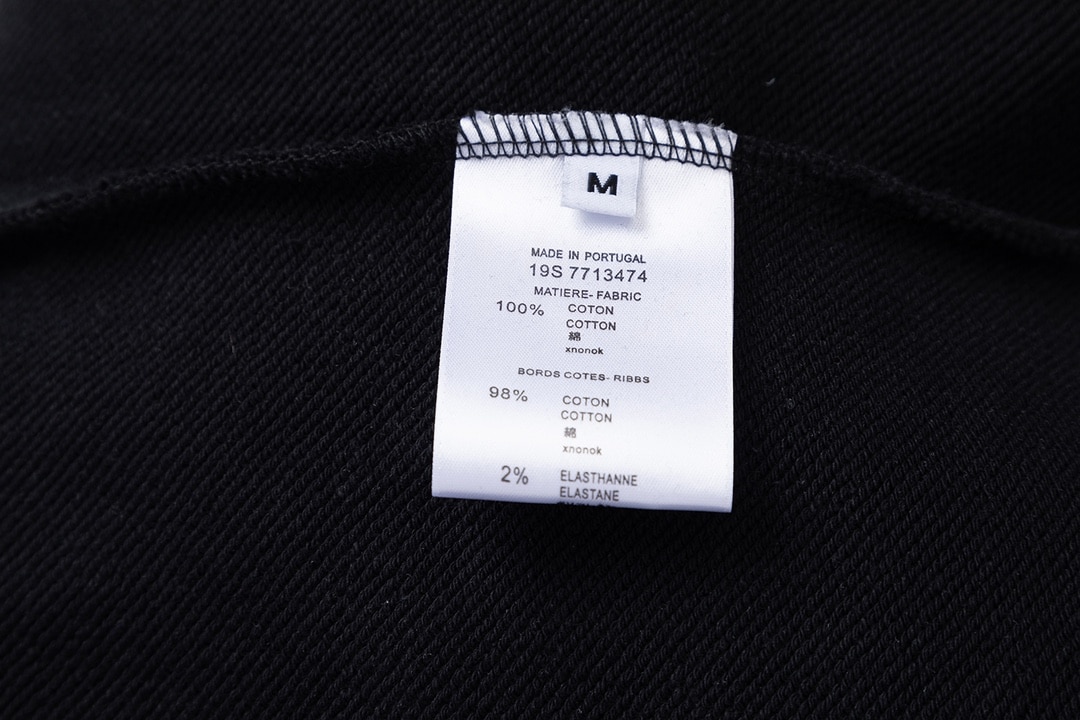 M
MADE IN PORTUGAL
19S 7713474
MATIERE- FABRIC
100% COTON
COTTON
綿
xnonok
BORDS COTES- RIBBS
98% COTON
COTTON
綿
xnonok
2% ELASTHANNE
ELASTANE